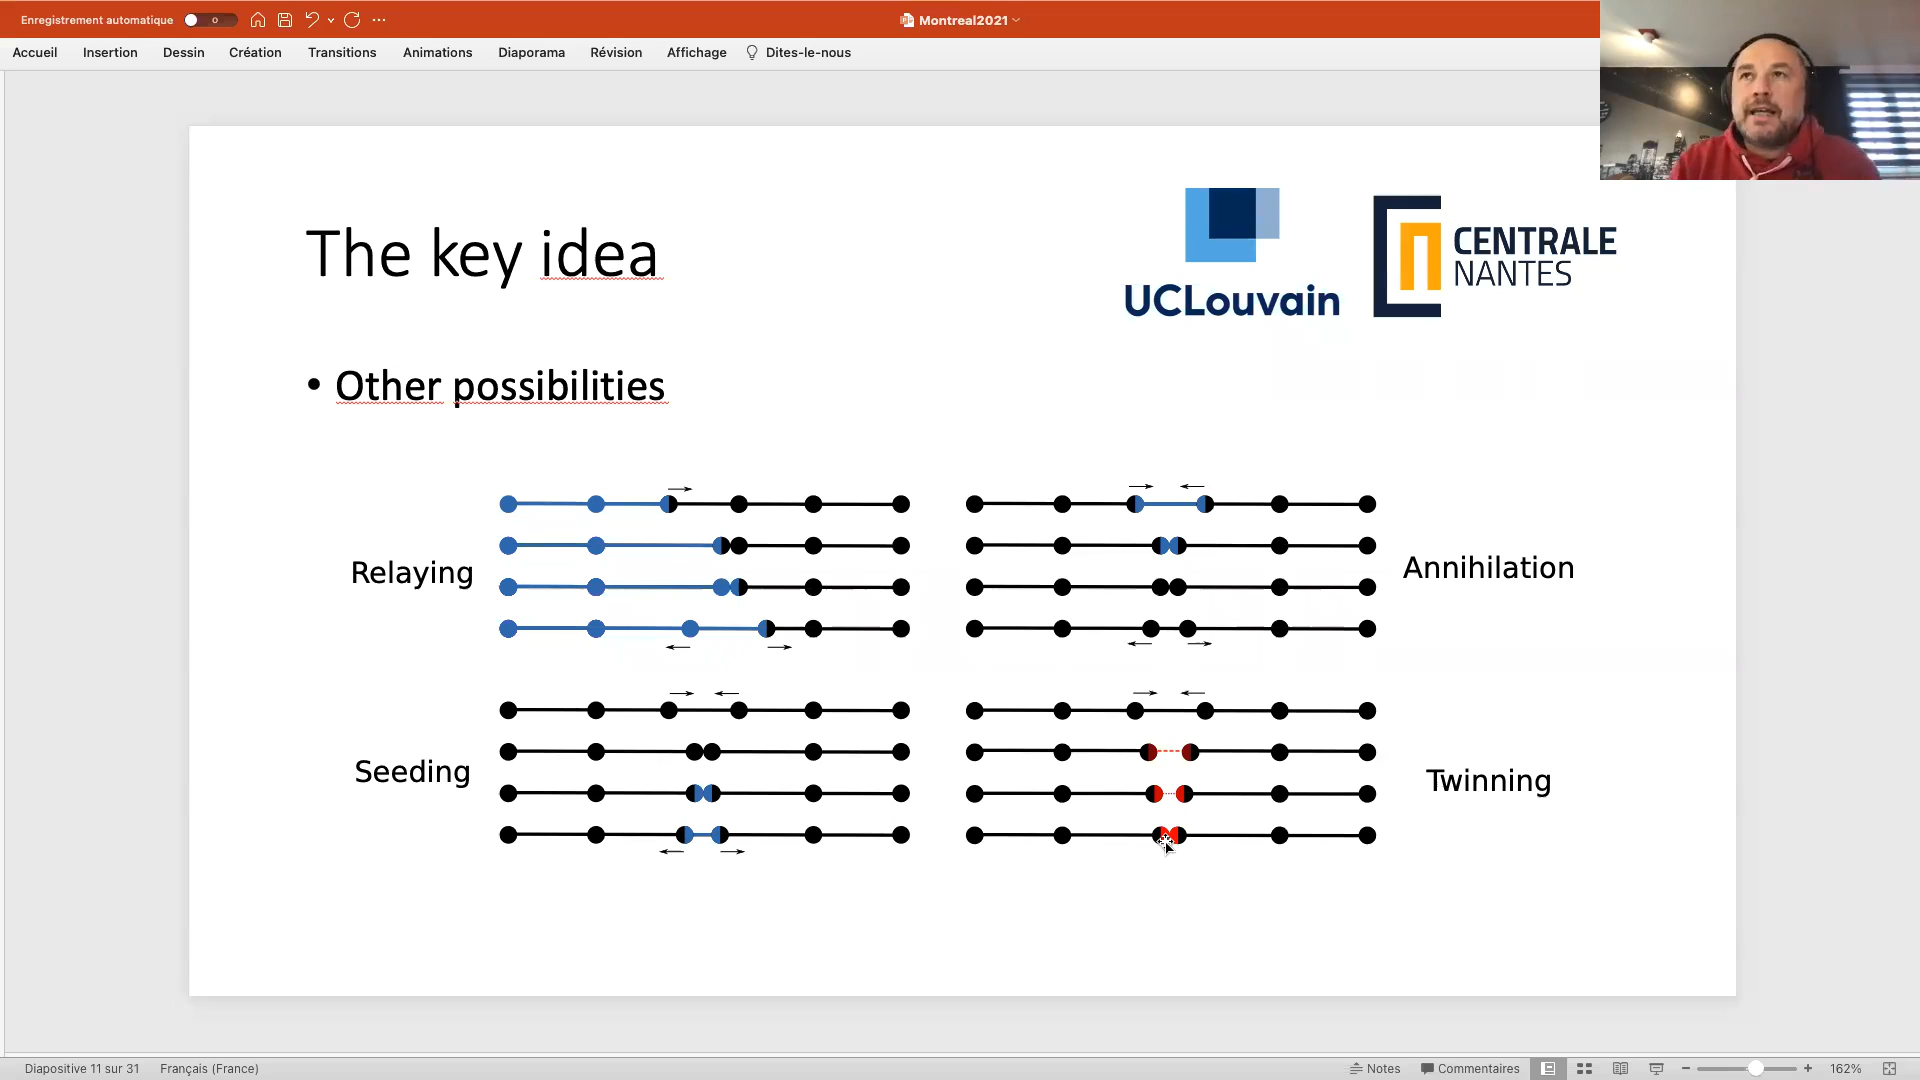 Enregistrement automatique
Montreal2021
Accueil Insertion Dessin Création Transitions Animations Diaporama Révision Affichage Dites-le-nous
The key idea
UCLouvain
CENTRALE
NANTES
• Other possibilities
Relaying
Annihilation
Seeding
Twinning
Diapositive 11 sur 31 Français (France) Notes Commentaires 162%